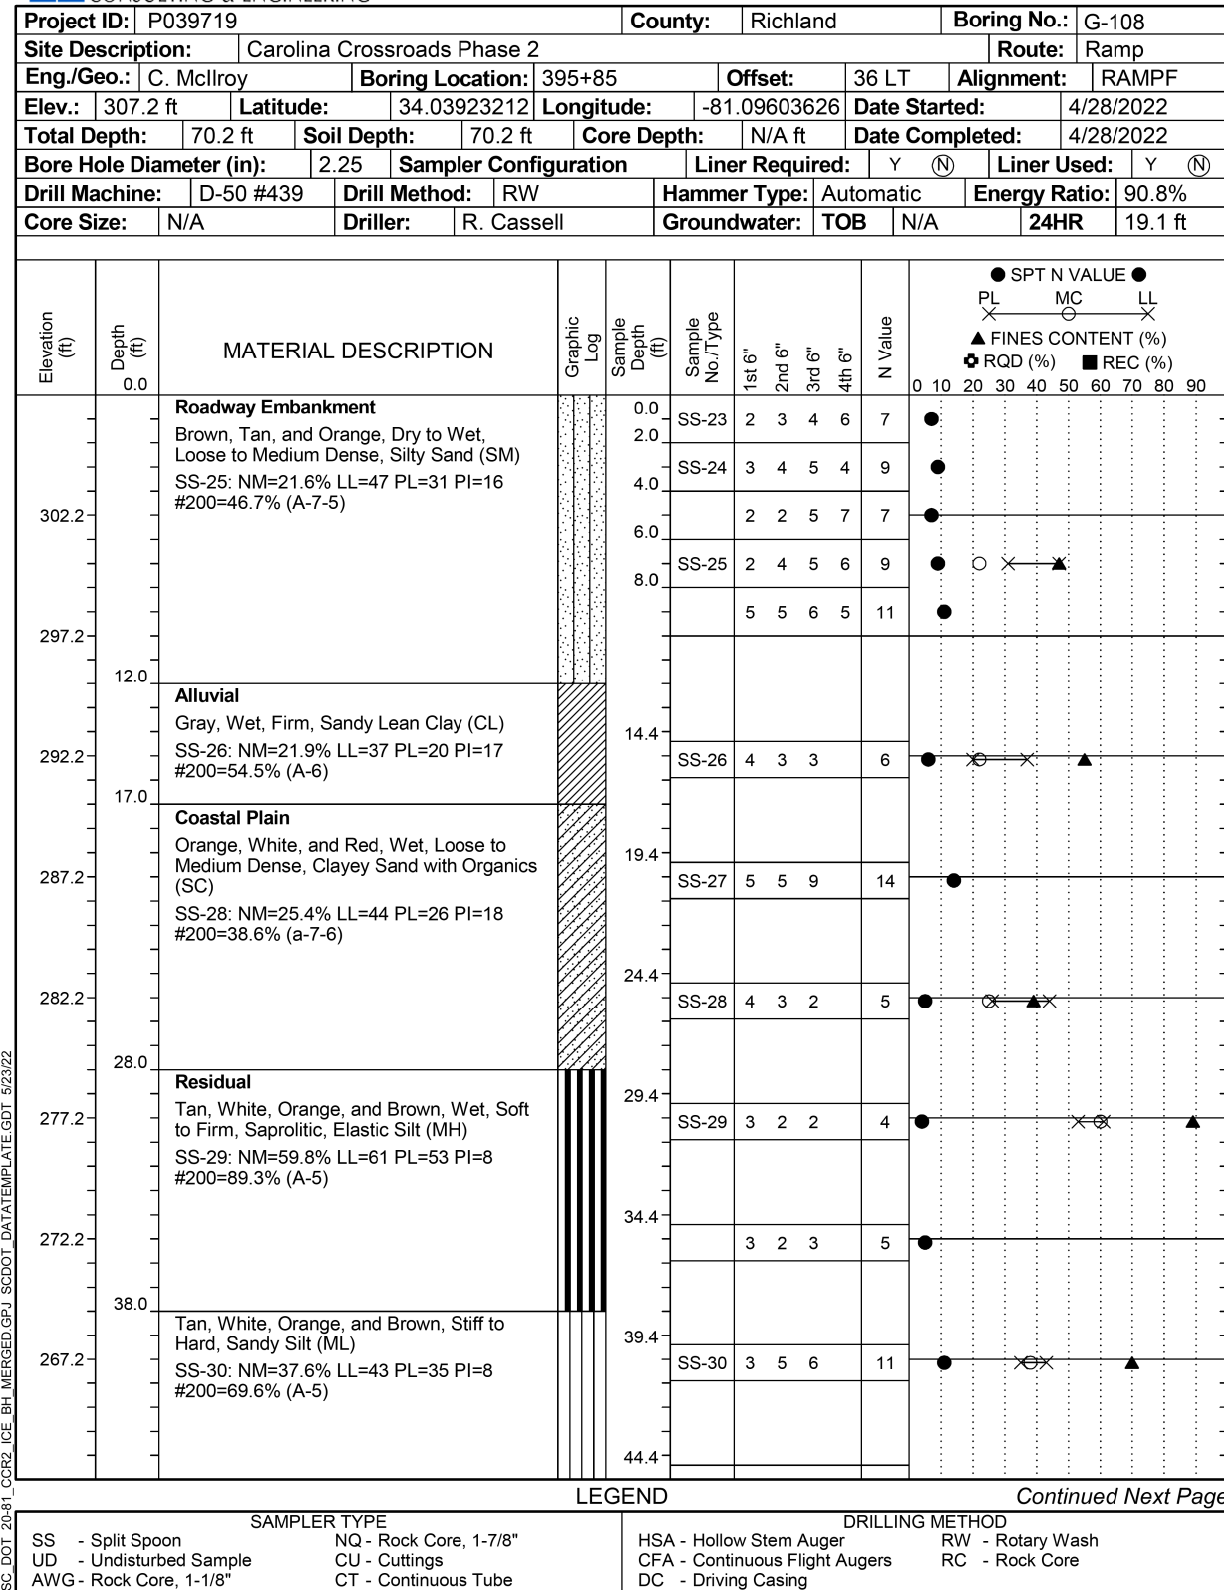 Project ID: P039719 County: Richland Boring No.: G-108
Site Description: Carolina Crossroads Phase 2 Route: Ramp
Eng./Geo.: C. McIlroy Boring Location: 395+85 Offset: 36 LT Alignment: RAMPF
Elev.: 307.2 ft Latitude: 34.03923212 Longitude: -81.09603626 Date Started: 4/28/2022
Total Depth: 70.2 ft Soil Depth: 70.2 ft Core Depth: N/A ft Date Completed: 4/28/2022
Bore Hole Diameter (in): 2.25 Sampler Configuration Liner Required: Y N Liner Used: Y N
Drill Machine: D-50 #439 Drill Method: RW Hammer Type: Automatic Energy Ratio: 90.8%
Core Size: N/A Driller: R. Cassell Groundwater: TOB N/A 24HR 19.1 ft
Elevation (ft) Depth (ft) MATERIAL DESCRIPTION Graphic Log Sample Depth (ft) Sample No./Type 1st 6" 2nd 6" 3rd 6" 4th 6" N Value
SPT N VALUE
PL MC LL
FINES CONTENT (%)
RQD (%) REC (%)
0.0 0 10 20 30 40 50 60 70 80 90
Roadway Embankment
0.0
SS-23 2 3 4 6 7
Brown, Tan, and Orange, Dry to Wet,
2.0
Loose to Medium Dense, Silty Sand (SM)
SS-24 3 4 5 4 9
SS-25: NM=21.6% LL=47 PL=31 PI=16
4.0
#200=46.7% (A-7-5)
302.2 2 2 5 7 7
6.0
SS-25 2 4 5 6 9
8.0
5 5 6 5 11
297.2
12.0
Alluvial
Gray, Wet, Firm, Sandy Lean Clay (CL)
14.4
SS-26: NM=21.9% LL=37 PL=20 PI=17
292.2 SS-26 4 3 3 6
#200=54.5% (A-6)
17.0
Coastal Plain
Orange, White, and Red, Wet, Loose to
19.4
Medium Dense, Clayey Sand with Organics
287.2 SS-27 5 5 9 14
(SC)
SS-28: NM=25.4% LL=44 PL=26 PI=18
#200=38.6% (a-7-6)
24.4
282.2 SS-28 4 3 2 5
28.0
Residual
29.4
Tan, White, Orange, and Brown, Wet, Soft
277.2 SS-29 3 2 2 4
to Firm, Saprolitic, Elastic Silt (MH)
SS-29: NM=59.8% LL=61 PL=53 PI=8
#200=89.3% (A-5)
34.4
272.2 3 2 3 5
38.0
Tan, White, Orange, and Brown, Stiff to
39.4
Hard, Sandy Silt (ML)
267.2 SS-30 3 5 6 11
SS-30: NM=37.6% LL=43 PL=35 PI=8
#200=69.6% (A-5)
44.4
SC_DOT 20-81_CCR2_ICE_BH_MERGED.GPJ SCDOT_DATATEMPLATE.GDT 5/23/22
LEGEND Continued Next Page
SAMPLER TYPE DRILLING METHOD
SS - Split Spoon NQ - Rock Core, 1-7/8" HSA - Hollow Stem Auger RW - Rotary Wash
UD - Undisturbed Sample CU - Cuttings CFA - Continuous Flight Augers RC - Rock Core
AWG - Rock Core, 1-1/8" CT - Continuous Tube DC - Driving Casing